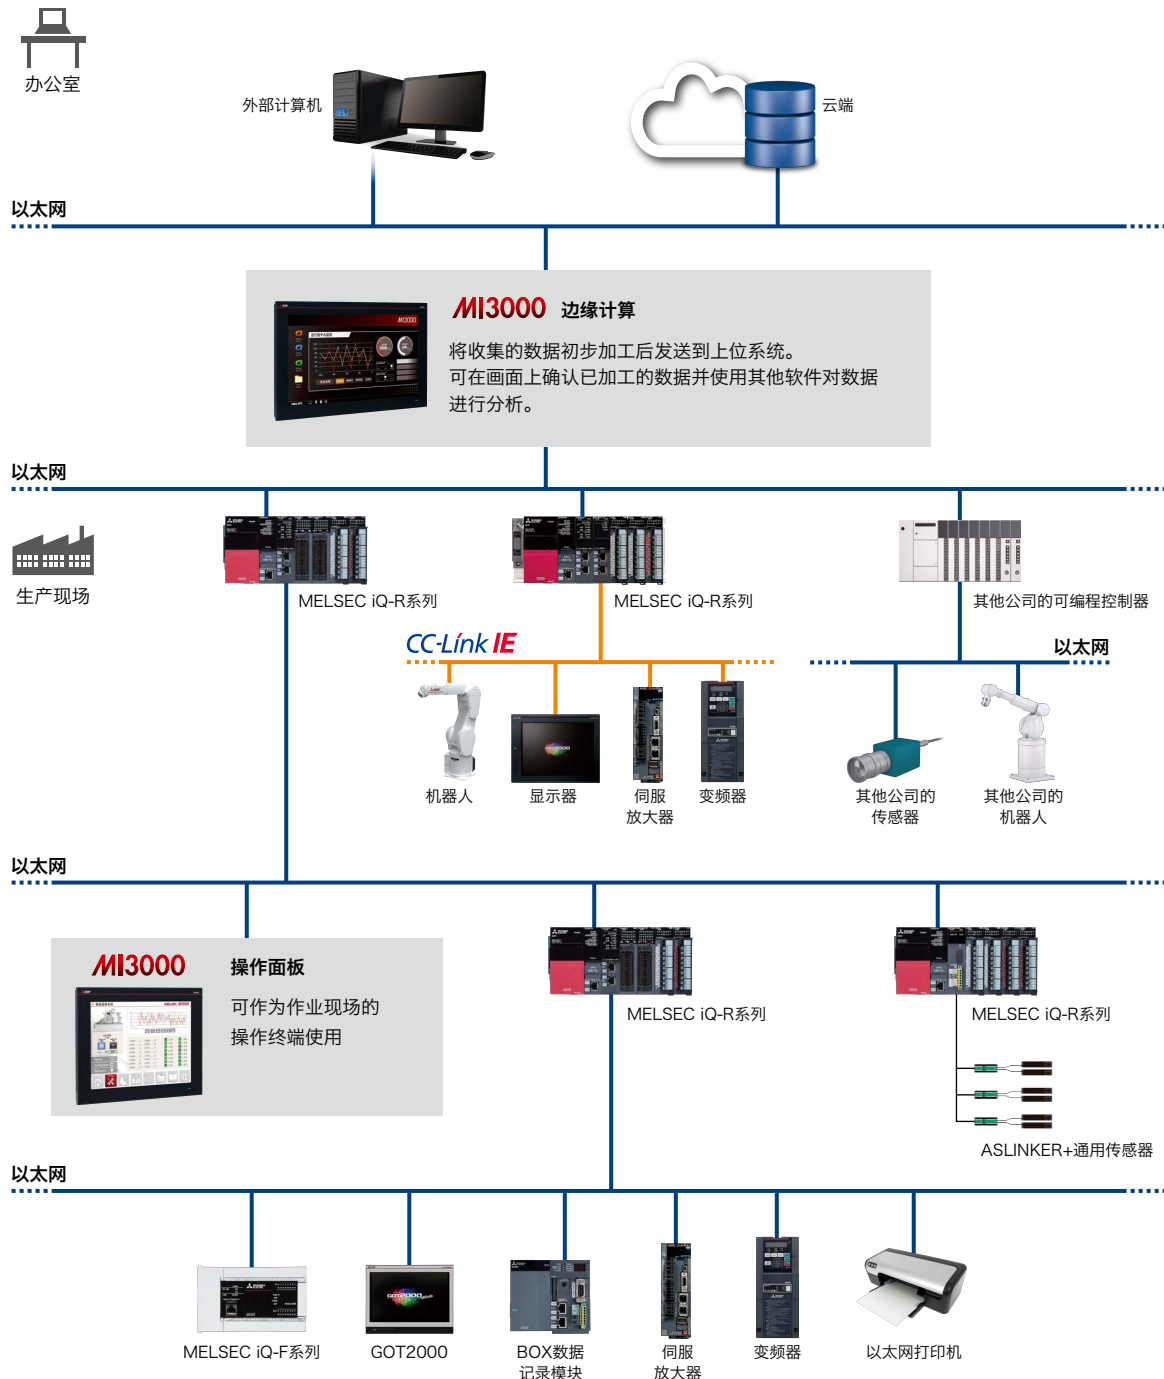 办公室
外部计算机
云端
以太网
MI3000 边缘计算
将收集的数据初步加工后发送到上位系统。
可在画面上确认已加工的数据并使用其他软件对数据
进行分析。
以太网
生产现场
MELSEC iQ-R系列
MELSEC iQ-R系列
其他公司的可编程控制器
CC-Link IE
以太网
机器人
显示器
伺服
放大器
变频器
其他公司的
传感器
其他公司的
机器人
以太网
MI3000
操作面板
可作为作业现场的
操作终端使用
MELSEC iQ-R系列
MELSEC iQ-R系列
ASLINKER+通用传感器
以太网
GOT2000
MELSEC iQ-F系列
GOT2000
BOX数据
记录模块
伺服
放大器
变频器
以太网打印机